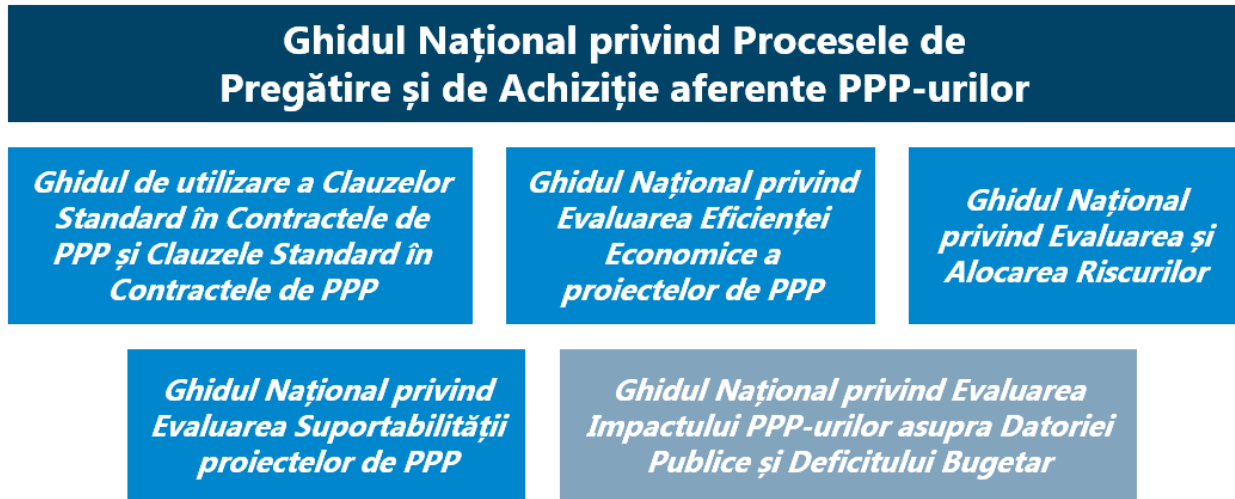 Ghidul Național privind Procesele de
Pregătire și de Achiziție aferente PPP-urilor
Ghidul de utilizare a Clauzelor
Standard în Contractele de
PPP și Clauzele Standard în
Contractele de PPP
Ghidul Național privind
Evaluarea Eficienței
Economice a
proiectelor de PPP
Ghidul Național
privind Evaluarea și
Alocarea Riscurilor
Ghidul Național privind
Evaluarea Suportabilității
proiectelor de PPP
Ghidul Național privind Evaluarea
Impactului PPP-urilor asupra Datoriei
Publice și Deficitului Bugetar